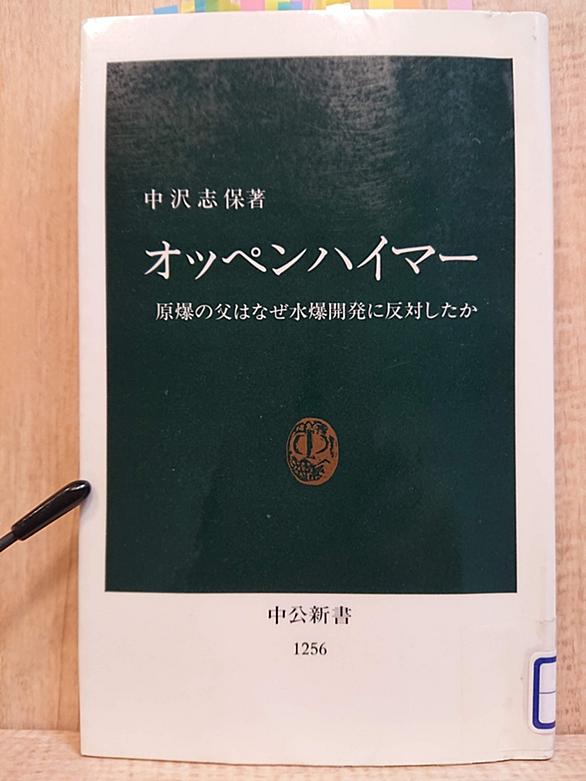 中沢志保著
オッペンハイマー
原爆の父はなぜ水爆開発に反対したか
中
中公新書
1256